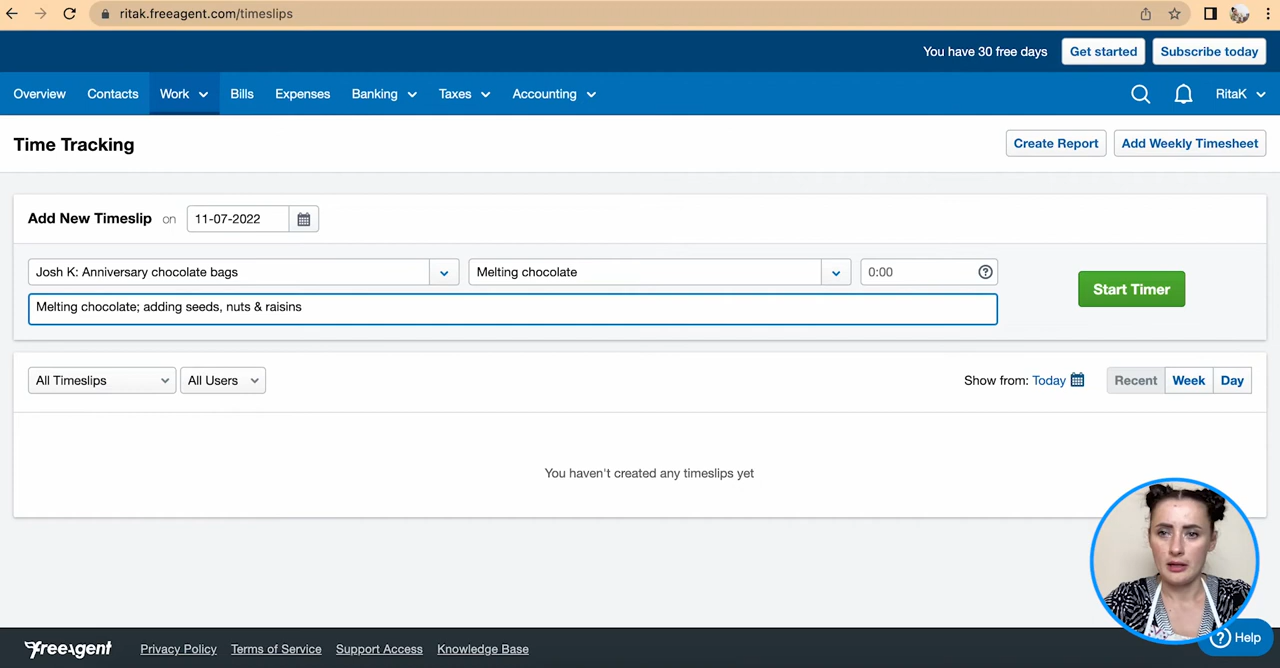 ritak.freeagent.com/timeslips
You have 30 free days Get started Subscribe today
Overview Contacts Work Bills Expenses Banking Taxes Accounting RitaK
Time Tracking Create Report Add Weekly Timesheet
Add New Timeslip on 11-07-2022
Josh K: Anniversary chocolate bags Melting chocolate 0:00 ?
Start Timer
Melting chocolate; adding seeds, nuts & raisins
All Timeslips All Users Show from: Today Recent Week Day
You haven't created any timeslips yet
freeagent Privacy Policy Terms of Service Support Access Knowledge Base ? Help